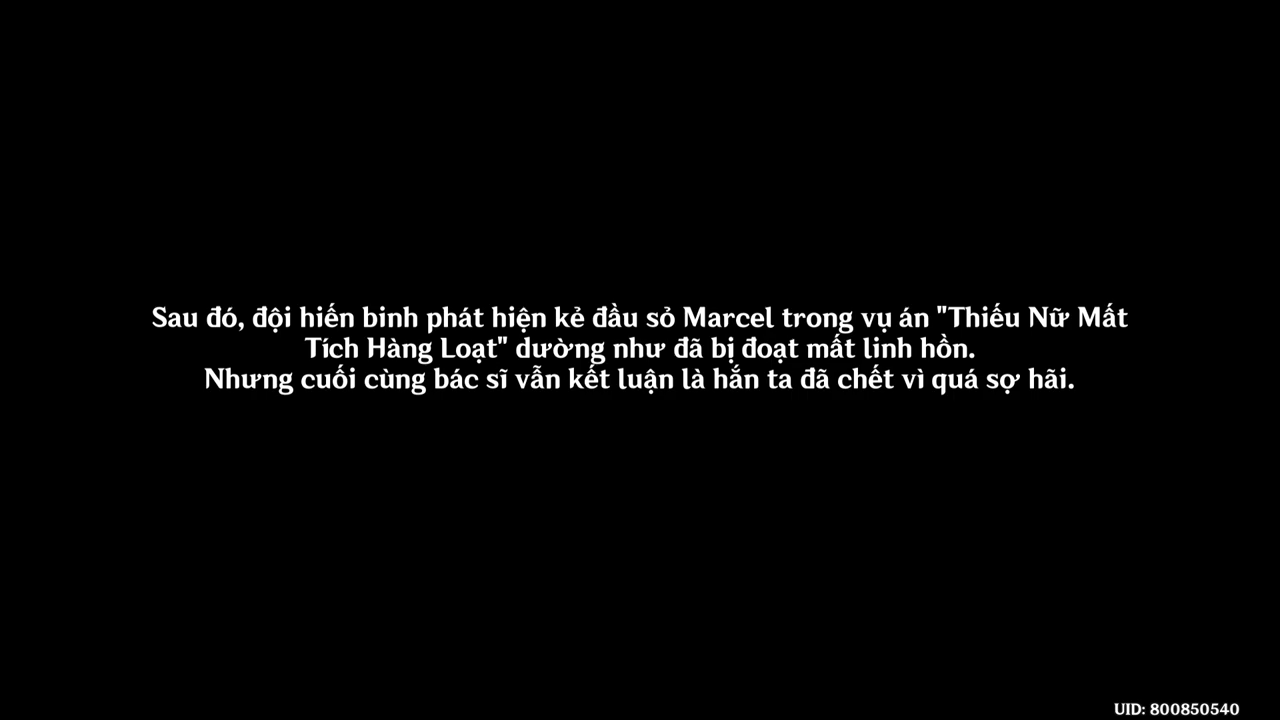 Sau đó, đội hiến binh phát hiện kẻ đầu sỏ Marcel trong vụ án "Thiếu Nữ Mất
Tích Hàng Loạt" dường như đã bị đoạt mất linh hồn.
Nhưng cuối cùng bác sĩ vẫn kết luận là hắn ta đã chết vì quá sợ hãi.
UID: 800850540